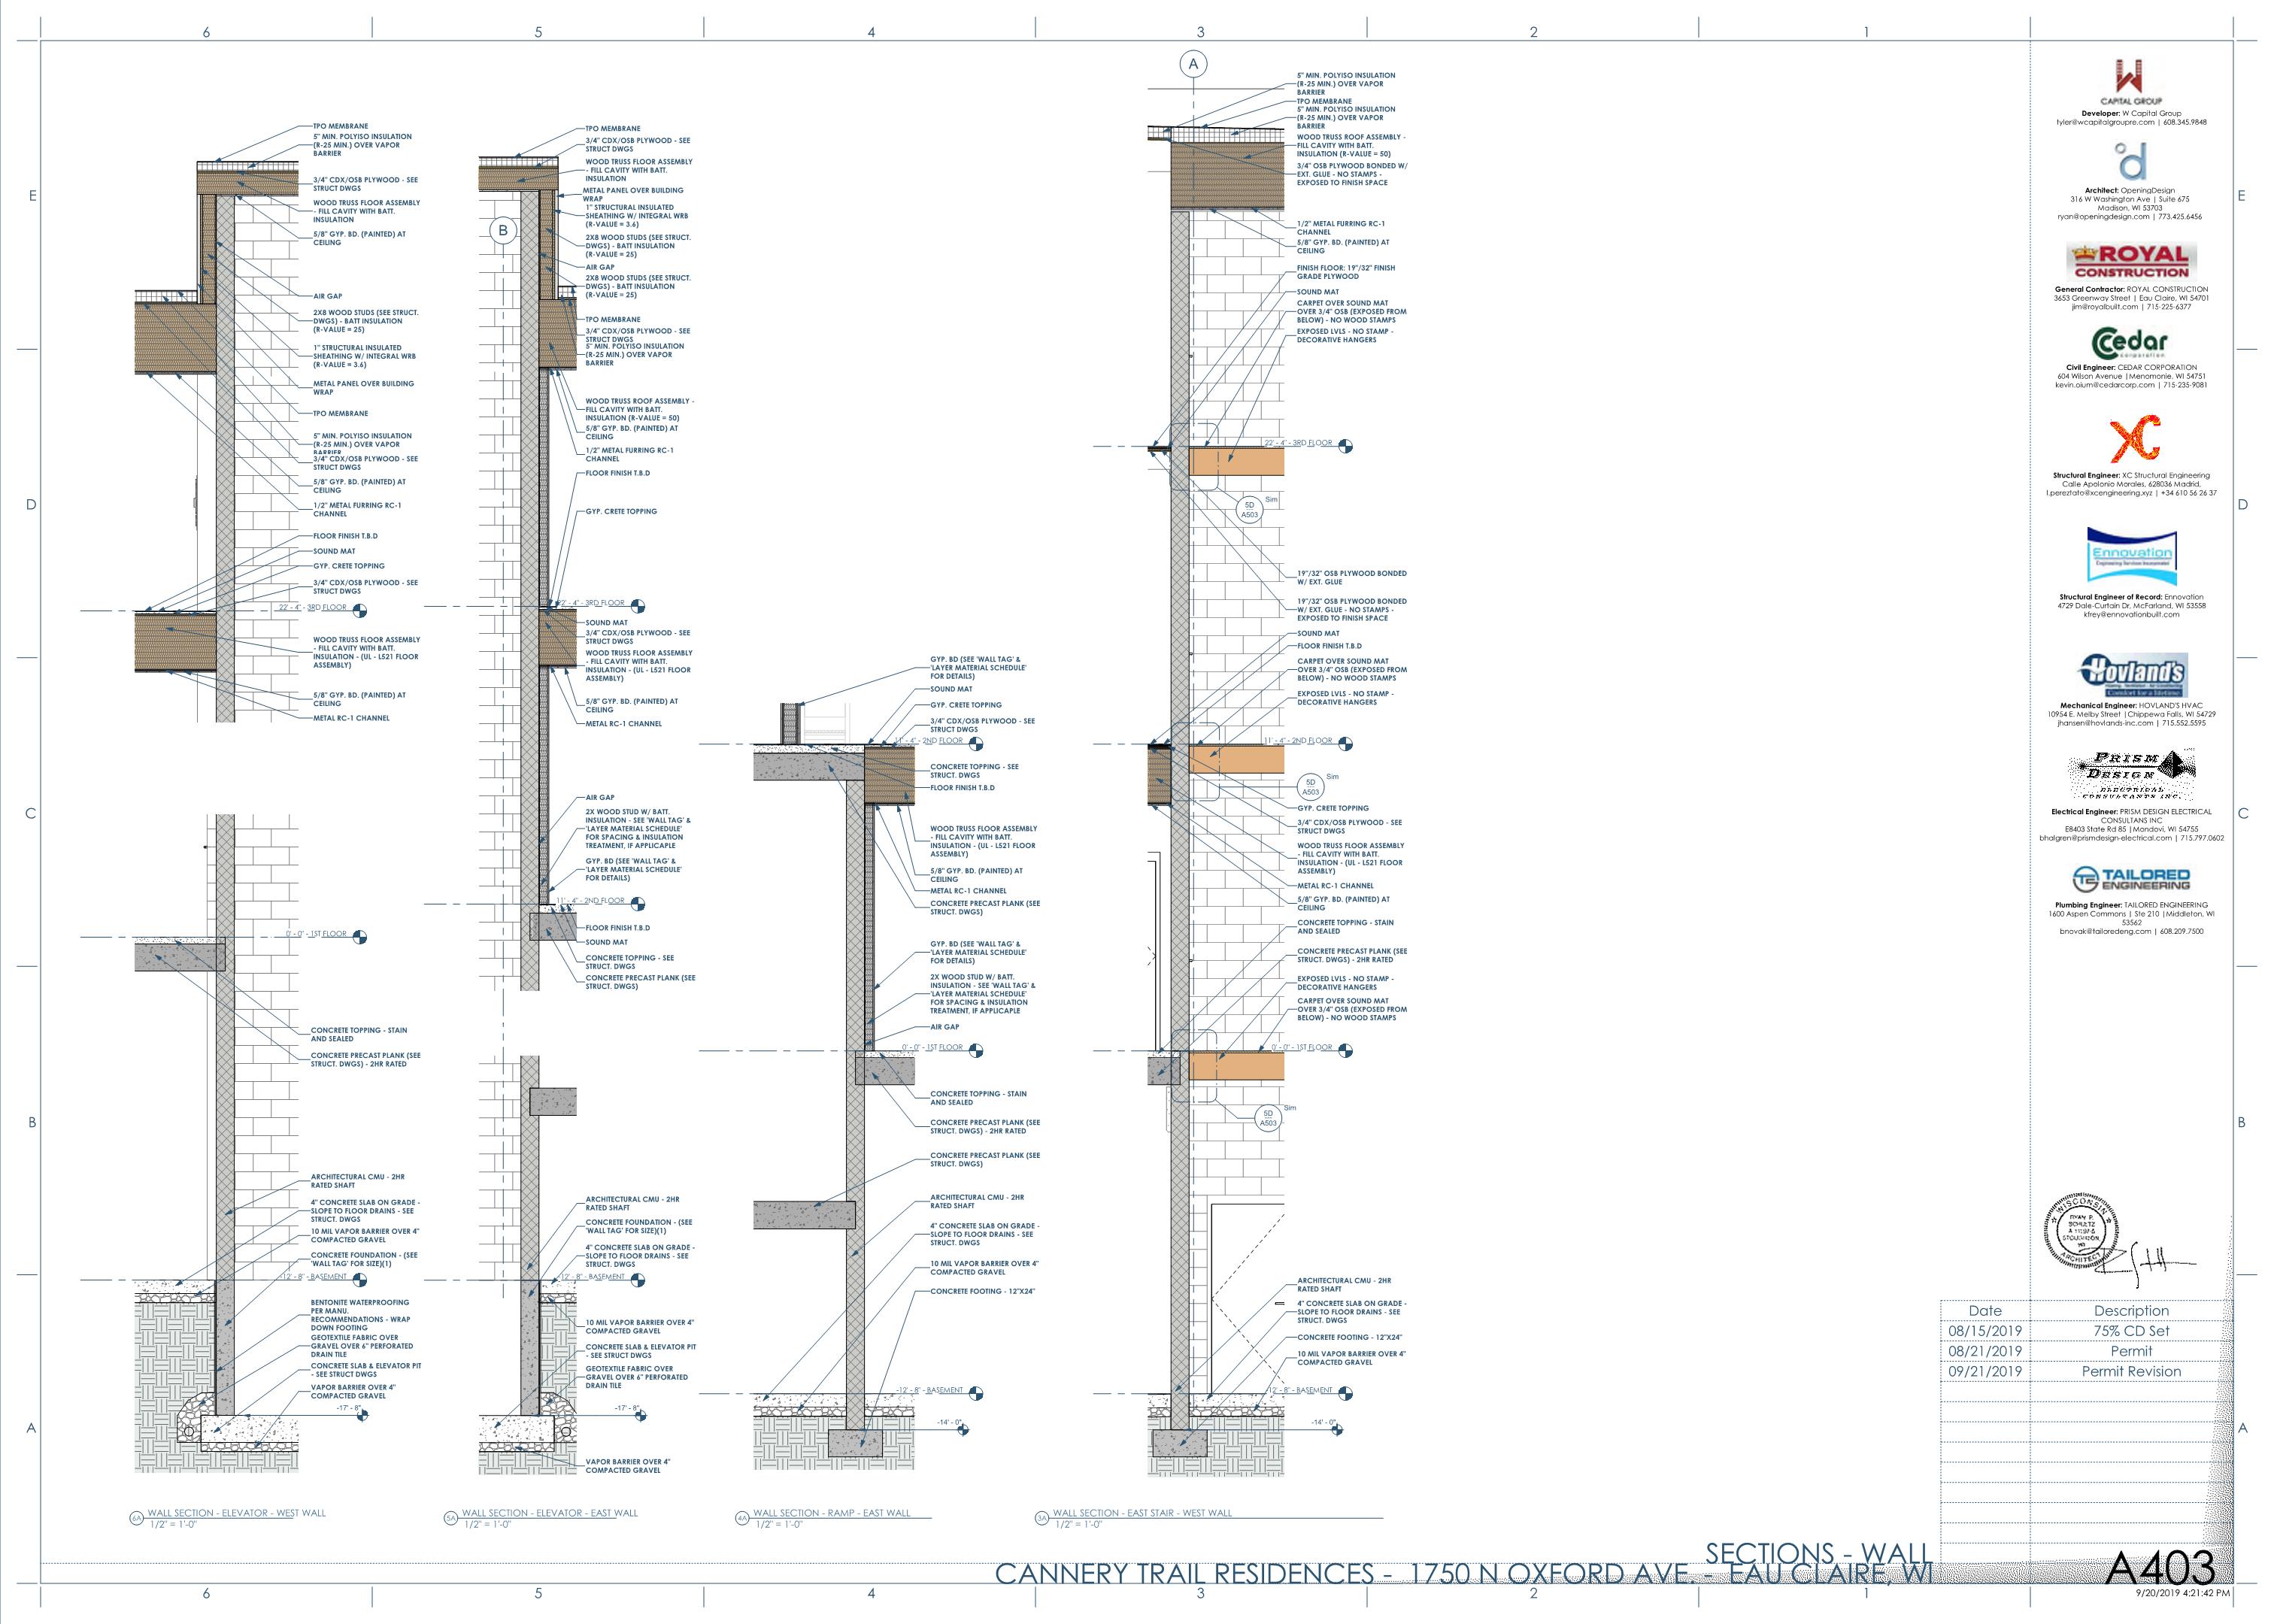 6
5
4
3
2
1
E
D
C
B
A
TPO MEMBRANE
5" MIN. POLYISO INSULATION
(R-25 MIN.) OVER VAPOR
BARRIER
3/4" CDX/OSB PLYWOOD - SEE
STRUCT DWGS
WOOD TRUSS FLOOR ASSEMBLY
- FILL CAVITY WITH BATT.
INSULATION
5/8" GYP. BD. (PAINTED) AT
CEILING
AIR GAP
2X8 WOOD STUDS (SEE STRUCT.
DWGS) - BATT INSULATION
(R-VALUE = 25)
1" STRUCTURAL INSULATED
SHEATHING W/ INTEGRAL WRB
(R-VALUE = 3.6)
METAL PANEL OVER BUILDING
WRAP
TPO MEMBRANE
5" MIN. POLYISO INSULATION
(R-25 MIN.) OVER VAPOR
BARRIER
3/4" CDX/OSB PLYWOOD - SEE
STRUCT DWGS
5/8" GYP. BD. (PAINTED) AT
CEILING
1/2" METAL FURRING RC-1
CHANNEL
FLOOR FINISH T.B.D
SOUND MAT
GYP. CRETE TOPPING
3/4" CDX/OSB PLYWOOD - SEE
STRUCT DWGS
22' - 4" - 3RD FLOOR
WOOD TRUSS FLOOR ASSEMBLY
- FILL CAVITY WITH BATT.
INSULATION - (UL - L521 FLOOR
ASSEMBLY)
5/8" GYP. BD. (PAINTED) AT
CEILING
METAL RC-1 CHANNEL
0' - 0" - 1ST FLOOR
CONCRETE TOPPING - STAIN
AND SEALED
CONCRETE PRECAST PLANK (SEE
STRUCT. DWGS) - 2HR RATED
ARCHITECTURAL CMU - 2HR
RATED SHAFT
4" CONCRETE SLAB ON GRADE -
SLOPE TO FLOOR DRAINS - SEE
STRUCT. DWGS
10 MIL VAPOR BARRIER OVER 4"
COMPACTED GRAVEL
CONCRETE FOUNDATION - (SEE
'WALL TAG' FOR SIZE)(1)
-12' - 8" - BASEMENT
BENTONITE WATERPROOFING
PER MANU.
RECOMMENDATIONS - WRAP
DOWN FOOTING
GEOTEXTILE FABRIC OVER
GRAVEL OVER 6" PERFORATED
DRAIN TILE
CONCRETE SLAB & ELEVATOR PIT
- SEE STRUCT DWGS
VAPOR BARRIER OVER 4"
COMPACTED GRAVEL
-17' - 8"
6A WALL SECTION - ELEVATOR - WEST WALL
1/2" = 1'-0"
TPO MEMBRANE
3/4" CDX/OSB PLYWOOD - SEE
STRUCT DWGS
WOOD TRUSS FLOOR ASSEMBLY
- FILL CAVITY WITH BATT.
INSULATION
METAL PANEL OVER BUILDING
WRAP
1" STRUCTURAL INSULATED
SHEATHING W/ INTEGRAL WRB
(R-VALUE = 3.6)
B
2X8 WOOD STUDS (SEE STRUCT.
DWGS) - BATT INSULATION
(R-VALUE = 25)
AIR GAP
2X8 WOOD STUDS (SEE STRUCT.
DWGS) - BATT INSULATION
(R-VALUE = 25)
TPO MEMBRANE
3/4" CDX/OSB PLYWOOD - SEE
STRUCT DWGS
5" MIN. POLYISO INSULATION
(R-25 MIN.) OVER VAPOR
BARRIER
WOOD TRUSS ROOF ASSEMBLY -
FILL CAVITY WITH BATT.
INSULATION (R-VALUE = 50)
5/8" GYP. BD. (PAINTED) AT
CEILING
1/2" METAL FURRING RC-1
CHANNEL
FLOOR FINISH T.B.D
GYP. CRETE TOPPING
22' - 4" - 3RD FLOOR
SOUND MAT
3/4" CDX/OSB PLYWOOD - SEE
STRUCT DWGS
WOOD TRUSS FLOOR ASSEMBLY
- FILL CAVITY WITH BATT.
INSULATION - (UL - L521 FLOOR
ASSEMBLY)
5/8" GYP. BD. (PAINTED) AT
CEILING
METAL RC-1 CHANNEL
AIR GAP
2X WOOD STUD W/ BATT.
INSULATION - SEE 'WALL TAG' &
'LAYER MATERIAL SCHEDULE'
FOR SPACING & INSULATION
TREATMENT, IF APPLICAPLE
GYP. BD (SEE 'WALL TAG' &
'LAYER MATERIAL SCHEDULE'
FOR DETAILS)
11' - 4" - 2ND FLOOR
FLOOR FINISH T.B.D
SOUND MAT
CONCRETE TOPPING - SEE
STRUCT. DWGS
CONCRETE PRECAST PLANK (SEE
STRUCT. DWGS)
ARCHITECTURAL CMU - 2HR
RATED SHAFT
CONCRETE FOUNDATION - (SEE
'WALL TAG' FOR SIZE)(1)
4" CONCRETE SLAB ON GRADE -
SLOPE TO FLOOR DRAINS - SEE
STRUCT. DWGS
-12' - 8" - BASEMENT
10 MIL VAPOR BARRIER OVER 4"
COMPACTED GRAVEL
CONCRETE SLAB & ELEVATOR PIT
- SEE STRUCT DWGS
GEOTEXTILE FABRIC OVER
GRAVEL OVER 6" PERFORATED
DRAIN TILE
-17' - 8"
VAPOR BARRIER OVER 4"
COMPACTED GRAVEL
5A WALL SECTION - ELEVATOR - EAST WALL
1/2" = 1'-0"
GYP. BD (SEE 'WALL TAG' &
'LAYER MATERIAL SCHEDULE'
FOR DETAILS)
SOUND MAT
GYP. CRETE TOPPING
3/4" CDX/OSB PLYWOOD - SEE
STRUCT DWGS
11' - 4" - 2ND FLOOR
CONCRETE TOPPING - SEE
STRUCT. DWGS
FLOOR FINISH T.B.D
WOOD TRUSS FLOOR ASSEMBLY
- FILL CAVITY WITH BATT.
INSULATION - (UL - L521 FLOOR
ASSEMBLY)
5/8" GYP. BD. (PAINTED) AT
CEILING
METAL RC-1 CHANNEL
CONCRETE PRECAST PLANK (SEE
STRUCT. DWGS)
GYP. BD (SEE 'WALL TAG' &
'LAYER MATERIAL SCHEDULE'
FOR DETAILS)
2X WOOD STUD W/ BATT.
INSULATION - SEE 'WALL TAG' &
'LAYER MATERIAL SCHEDULE'
FOR SPACING & INSULATION
TREATMENT, IF APPLICAPLE
AIR GAP
0' - 0" - 1ST FLOOR
CONCRETE TOPPING - STAIN
AND SEALED
CONCRETE PRECAST PLANK (SEE
STRUCT. DWGS) - 2HR RATED
CONCRETE PRECAST PLANK (SEE
STRUCT. DWGS)
ARCHITECTURAL CMU - 2HR
RATED SHAFT
4" CONCRETE SLAB ON GRADE -
SLOPE TO FLOOR DRAINS - SEE
STRUCT. DWGS
10 MIL VAPOR BARRIER OVER 4"
COMPACTED GRAVEL
CONCRETE FOOTING - 12"X24"
-12' - 8" - BASEMENT
-14' - 0"
4A WALL SECTION - RAMP - EAST WALL
1/2" = 1'-0"
A
5" MIN. POLYISO INSULATION
(R-25 MIN.) OVER VAPOR
BARRIER
TPO MEMBRANE
5" MIN. POLYISO INSULATION
(R-25 MIN.) OVER VAPOR
BARRIER
WOOD TRUSS ROOF ASSEMBLY -
FILL CAVITY WITH BATT.
INSULATION (R-VALUE = 50)
3/4" OSB PLYWOOD BONDED W/
EXT. GLUE - NO STAMPS -
EXPOSED TO FINISH SPACE
1/2" METAL FURRING RC-1
CHANNEL
5/8" GYP. BD. (PAINTED) AT
CEILING
FINISH FLOOR: 19"/32" FINISH
GRADE PLYWOOD
SOUND MAT
CARPET OVER SOUND MAT
OVER 3/4" OSB (EXPOSED FROM
BELOW) - NO WOOD STAMPS
EXPOSED LVLS - NO STAMP -
DECORATIVE HANGERS
22' - 4" - 3RD FLOOR
5D
A503
Sim
19"/32" OSB PLYWOOD BONDED
W/ EXT. GLUE
19"/32" OSB PLYWOOD BONDED
W/ EXT. GLUE - NO STAMPS -
EXPOSED TO FINISH SPACE
SOUND MAT
FLOOR FINISH T.B.D
CARPET OVER SOUND MAT
OVER 3/4" OSB (EXPOSED FROM
BELOW) - NO WOOD STAMPS
EXPOSED LVLS - NO STAMP -
DECORATIVE HANGERS
11' - 4" - 2ND FLOOR
5D
A503
Sim
GYP. CRETE TOPPING
3/4" CDX/OSB PLYWOOD - SEE
STRUCT DWGS
WOOD TRUSS FLOOR ASSEMBLY
- FILL CAVITY WITH BATT.
INSULATION - (UL - L521 FLOOR
ASSEMBLY)
METAL RC-1 CHANNEL
5/8" GYP. BD. (PAINTED) AT
CEILING
CONCRETE TOPPING - STAIN
AND SEALED
CONCRETE PRECAST PLANK (SEE
STRUCT. DWGS) - 2HR RATED
EXPOSED LVLS - NO STAMP -
DECORATIVE HANGERS
CARPET OVER SOUND MAT
OVER 3/4" OSB (EXPOSED FROM
BELOW) - NO WOOD STAMPS
0' - 0" - 1ST FLOOR
5D
A503
Sim
ARCHITECTURAL CMU - 2HR
RATED SHAFT
4" CONCRETE SLAB ON GRADE -
SLOPE TO FLOOR DRAINS - SEE
STRUCT. DWGS
CONCRETE FOOTING - 12"X24"
10 MIL VAPOR BARRIER OVER 4"
COMPACTED GRAVEL
-12' - 8" - BASEMENT
-14' - 0"
3A WALL SECTION - EAST STAIR - WEST WALL
1/2" = 1'-0"
CAPITAL GROUP
Developer: W Capital Group
tyler@wcapitalgroupre.com | 608.345.9848
Architect: OpeningDesign
316 W Washington Ave | Suite 675
Madison, WI 53703
ryan@openingdesign.com | 773.425.6456
ROYAL
CONSTRUCTION
General Contractor: ROYAL CONSTRUCTION
3653 Greenway Street | Eau Claire, WI 54701
jim@royalbuilt.com | 715-225-6377
Cedar
corporation
Civil Engineer: CEDAR CORPORATION
604 Wilson Avenue |Menomonie, WI 54751
kevin.oium@cedarcorp.com | 715-235-9081
XC
Structural Engineer: XC Structural Engineering
Calle Apolonio Morales, 628036 Madrid,
l.pereztato@xcengineering.xyz | +34 610 56 26 37
Ennovation
Structural Engineer of Record: Ennovation
4729 Dale-Curtain Dr, McFarland, WI 53558
kfrey@ennovationbuilt.com
Hovland's
Comfort for a lifetime
Mechanical Engineer: HOVLAND'S HVAC
10954 E. Melby Street |Chippewa Falls, WI 54729
jhansen@hovlands-inc.com | 715.552.5595
PRISM
DESIGN
ELECTRICAL
CONSULTANTS INC.
Electrical Engineer: PRISM DESIGN ELECTRICAL
CONSULTANS INC
E8403 State Rd 85 |Mondovi, WI 54755
bhalgren@prismdesign-electrical.com | 715.797.0602
TAILORED
ENGINEERING
Plumbing Engineer: TAILORED ENGINEERING
1600 Aspen Commons | Ste 210 |Middleton, WI
53562
bnovak@tailoredeng.com | 608.209.7500
WISCONSIN
RYAN P.
SCHULTZ
STOUGHTON
WI
ARCHITECT
Date Description
08/15/2019 75% CD Set
08/21/2019 Permit
09/21/2019 Permit Revision
SECTIONS - WALL
CANNERY TRAIL RESIDENCES - 1750 N OXFORD AVE. - EAU CLAIRE, WI
A403
9/20/2019 4:21:42 PM
E
D
C
B
A
6
5
4
3
2
1